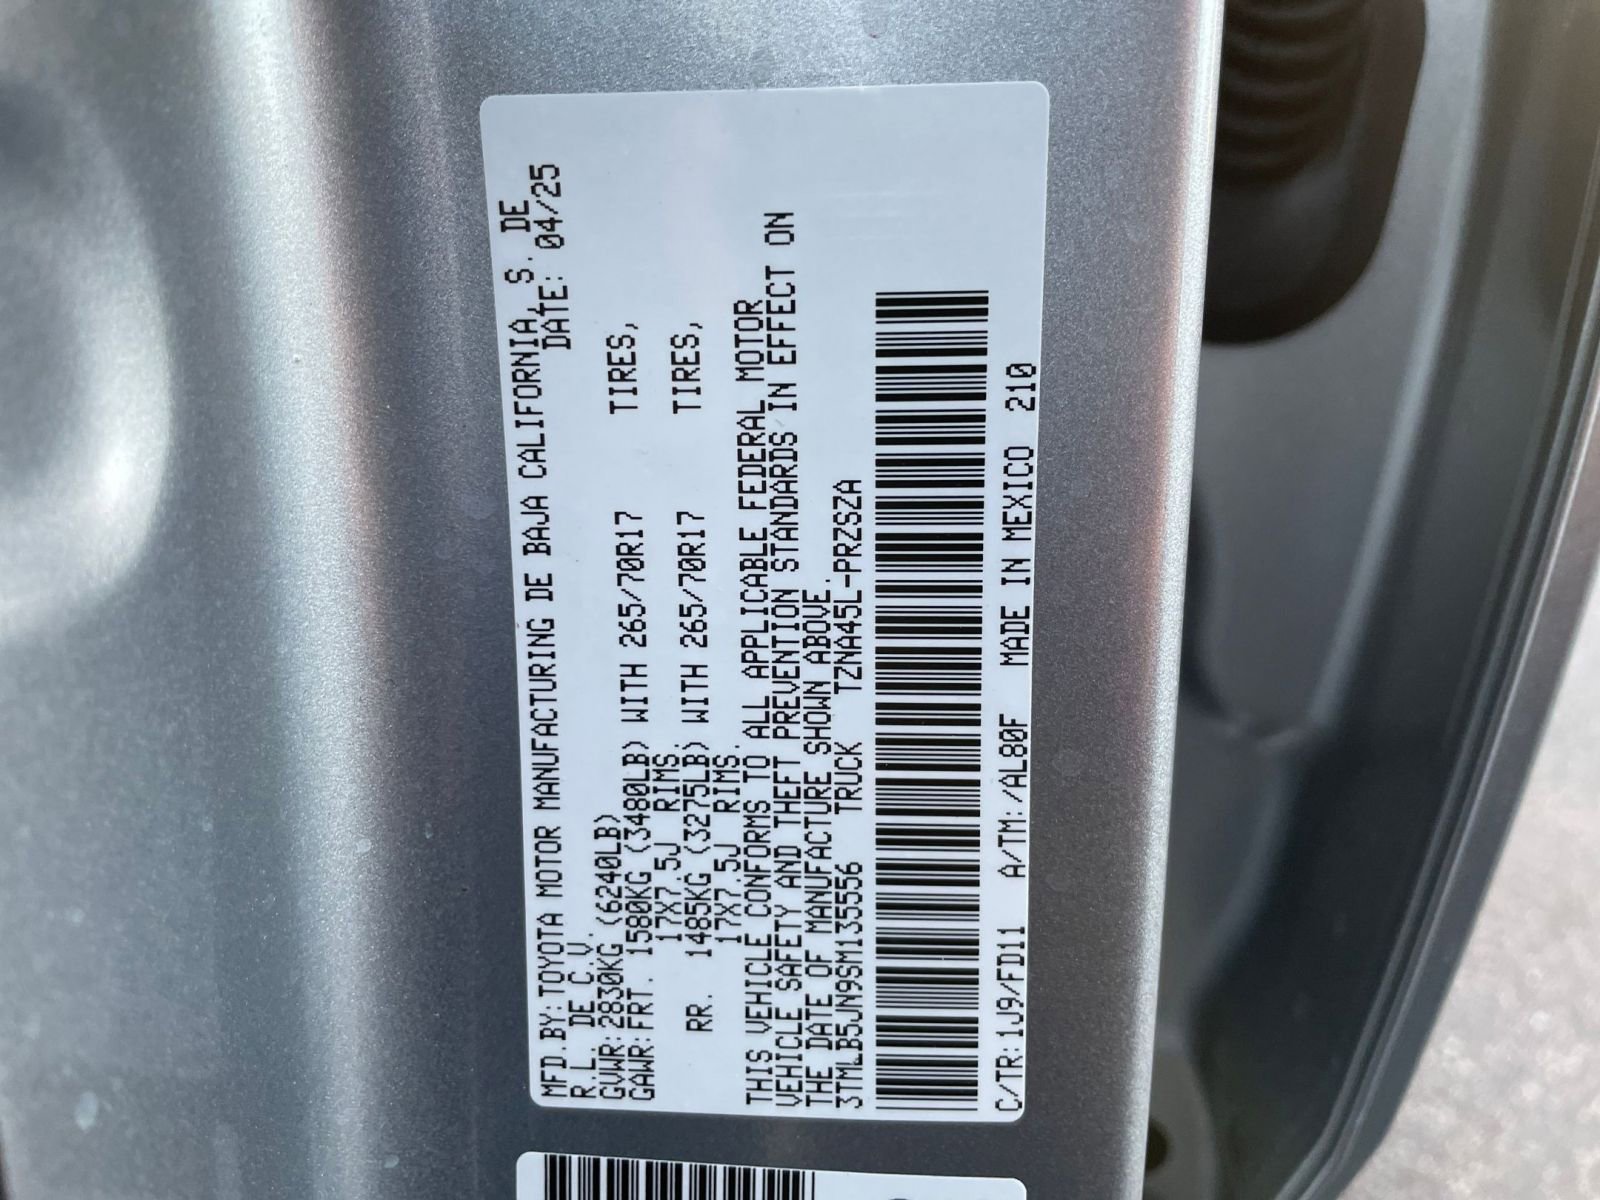 MFD.BY:TOYOTA MOTOR MANUFACTURING DE BAJA CALIFORNIA, S. DE
R.L. DE C.V. DATE: 04/25
GVWR:2830KG (6240LB)
GAWR:FRT. 1580KG (3480LB) WITH 265/70R17 TIRES,
17X7.5J RIMS.
RR. 1485KG (3275LB) WITH 265/70R17 TIRES,
17X7.5J RIMS.
THIS VEHICLE CONFORMS TO ALL APPLICABLE FEDERAL MOTOR
VEHICLE SAFETY AND THEFT PREVENTION STANDARDS IN EFFECT ON
THE DATE OF MANUFACTURE SHOWN ABOVE.
3TMLB5JN9SM135556 TRUCK TZNA45L-PRZSZA
C/TR:1J9/FD11 A/TM:/AL80F MADE IN MEXICO 210